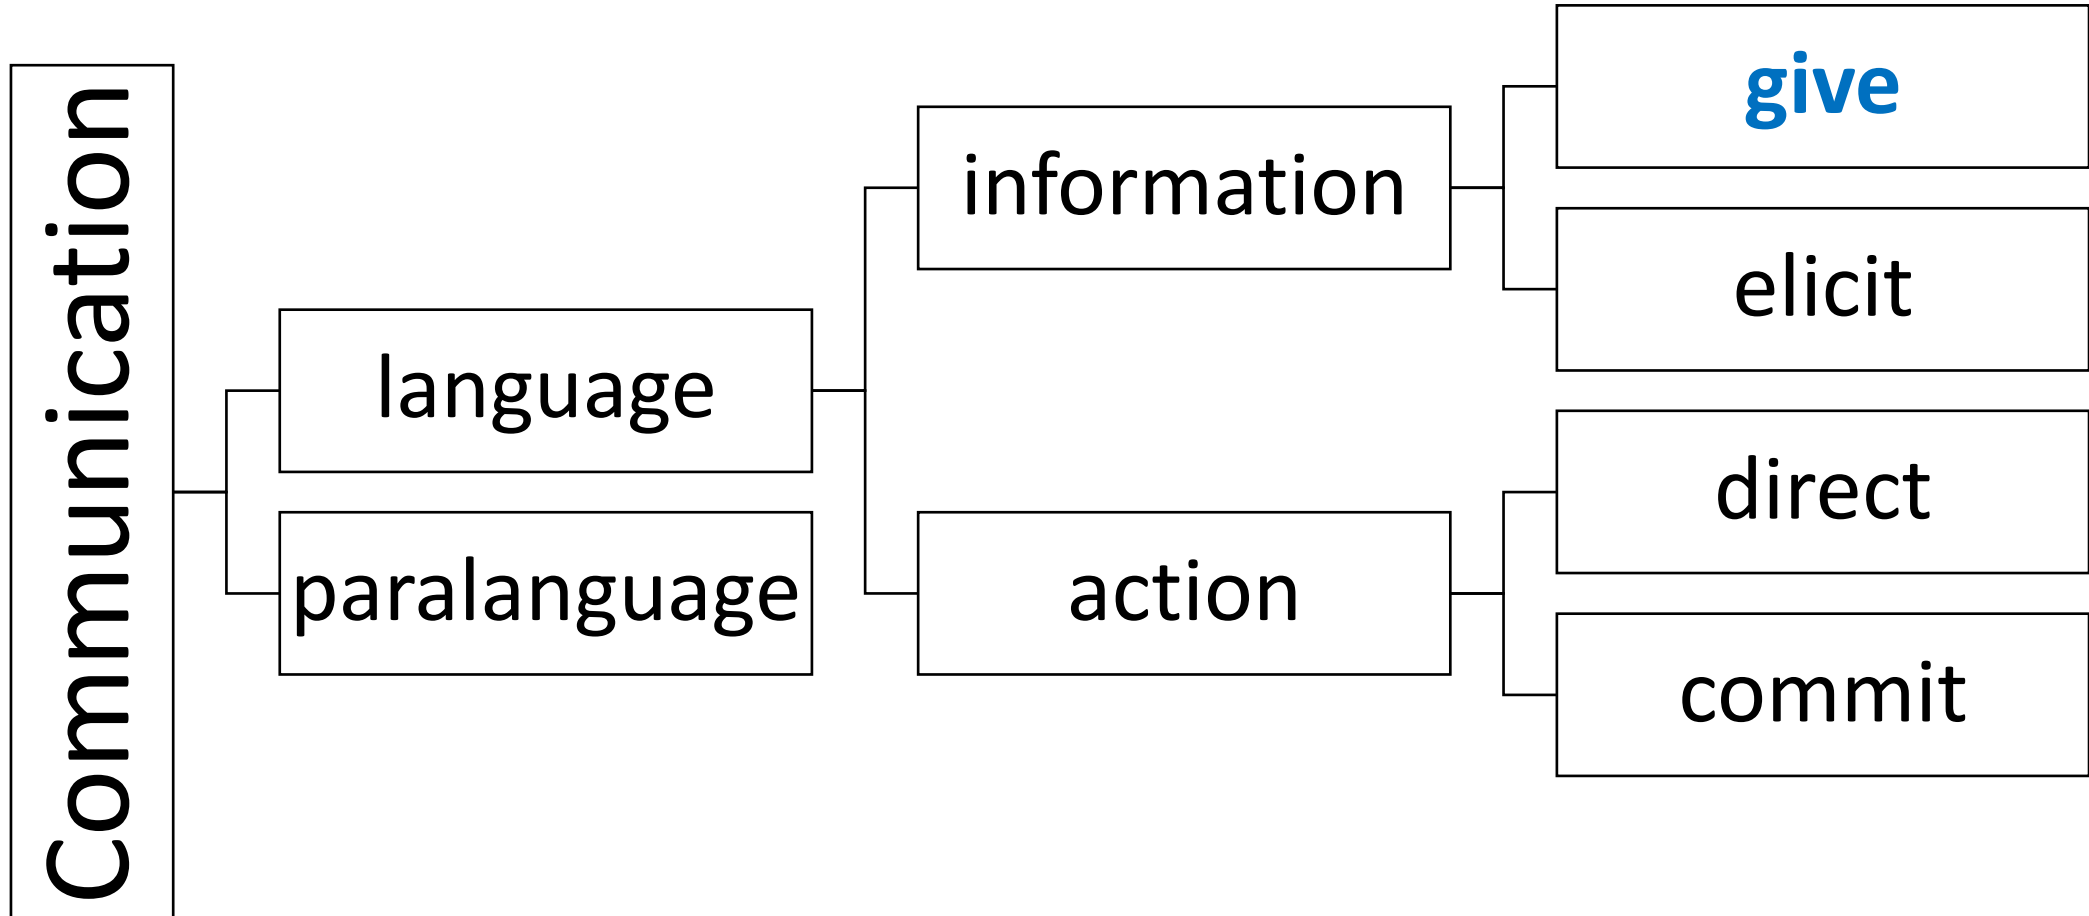 Communication
language
paralanguage
information
action
give
elicit
direct
commit